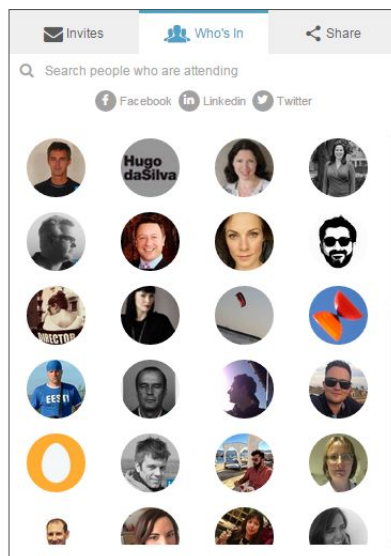 Invites Who's In Share
Search people who are attending
Facebook Linkedin Twitter
Hugo
daSilva
DIRECTOR
EESTI